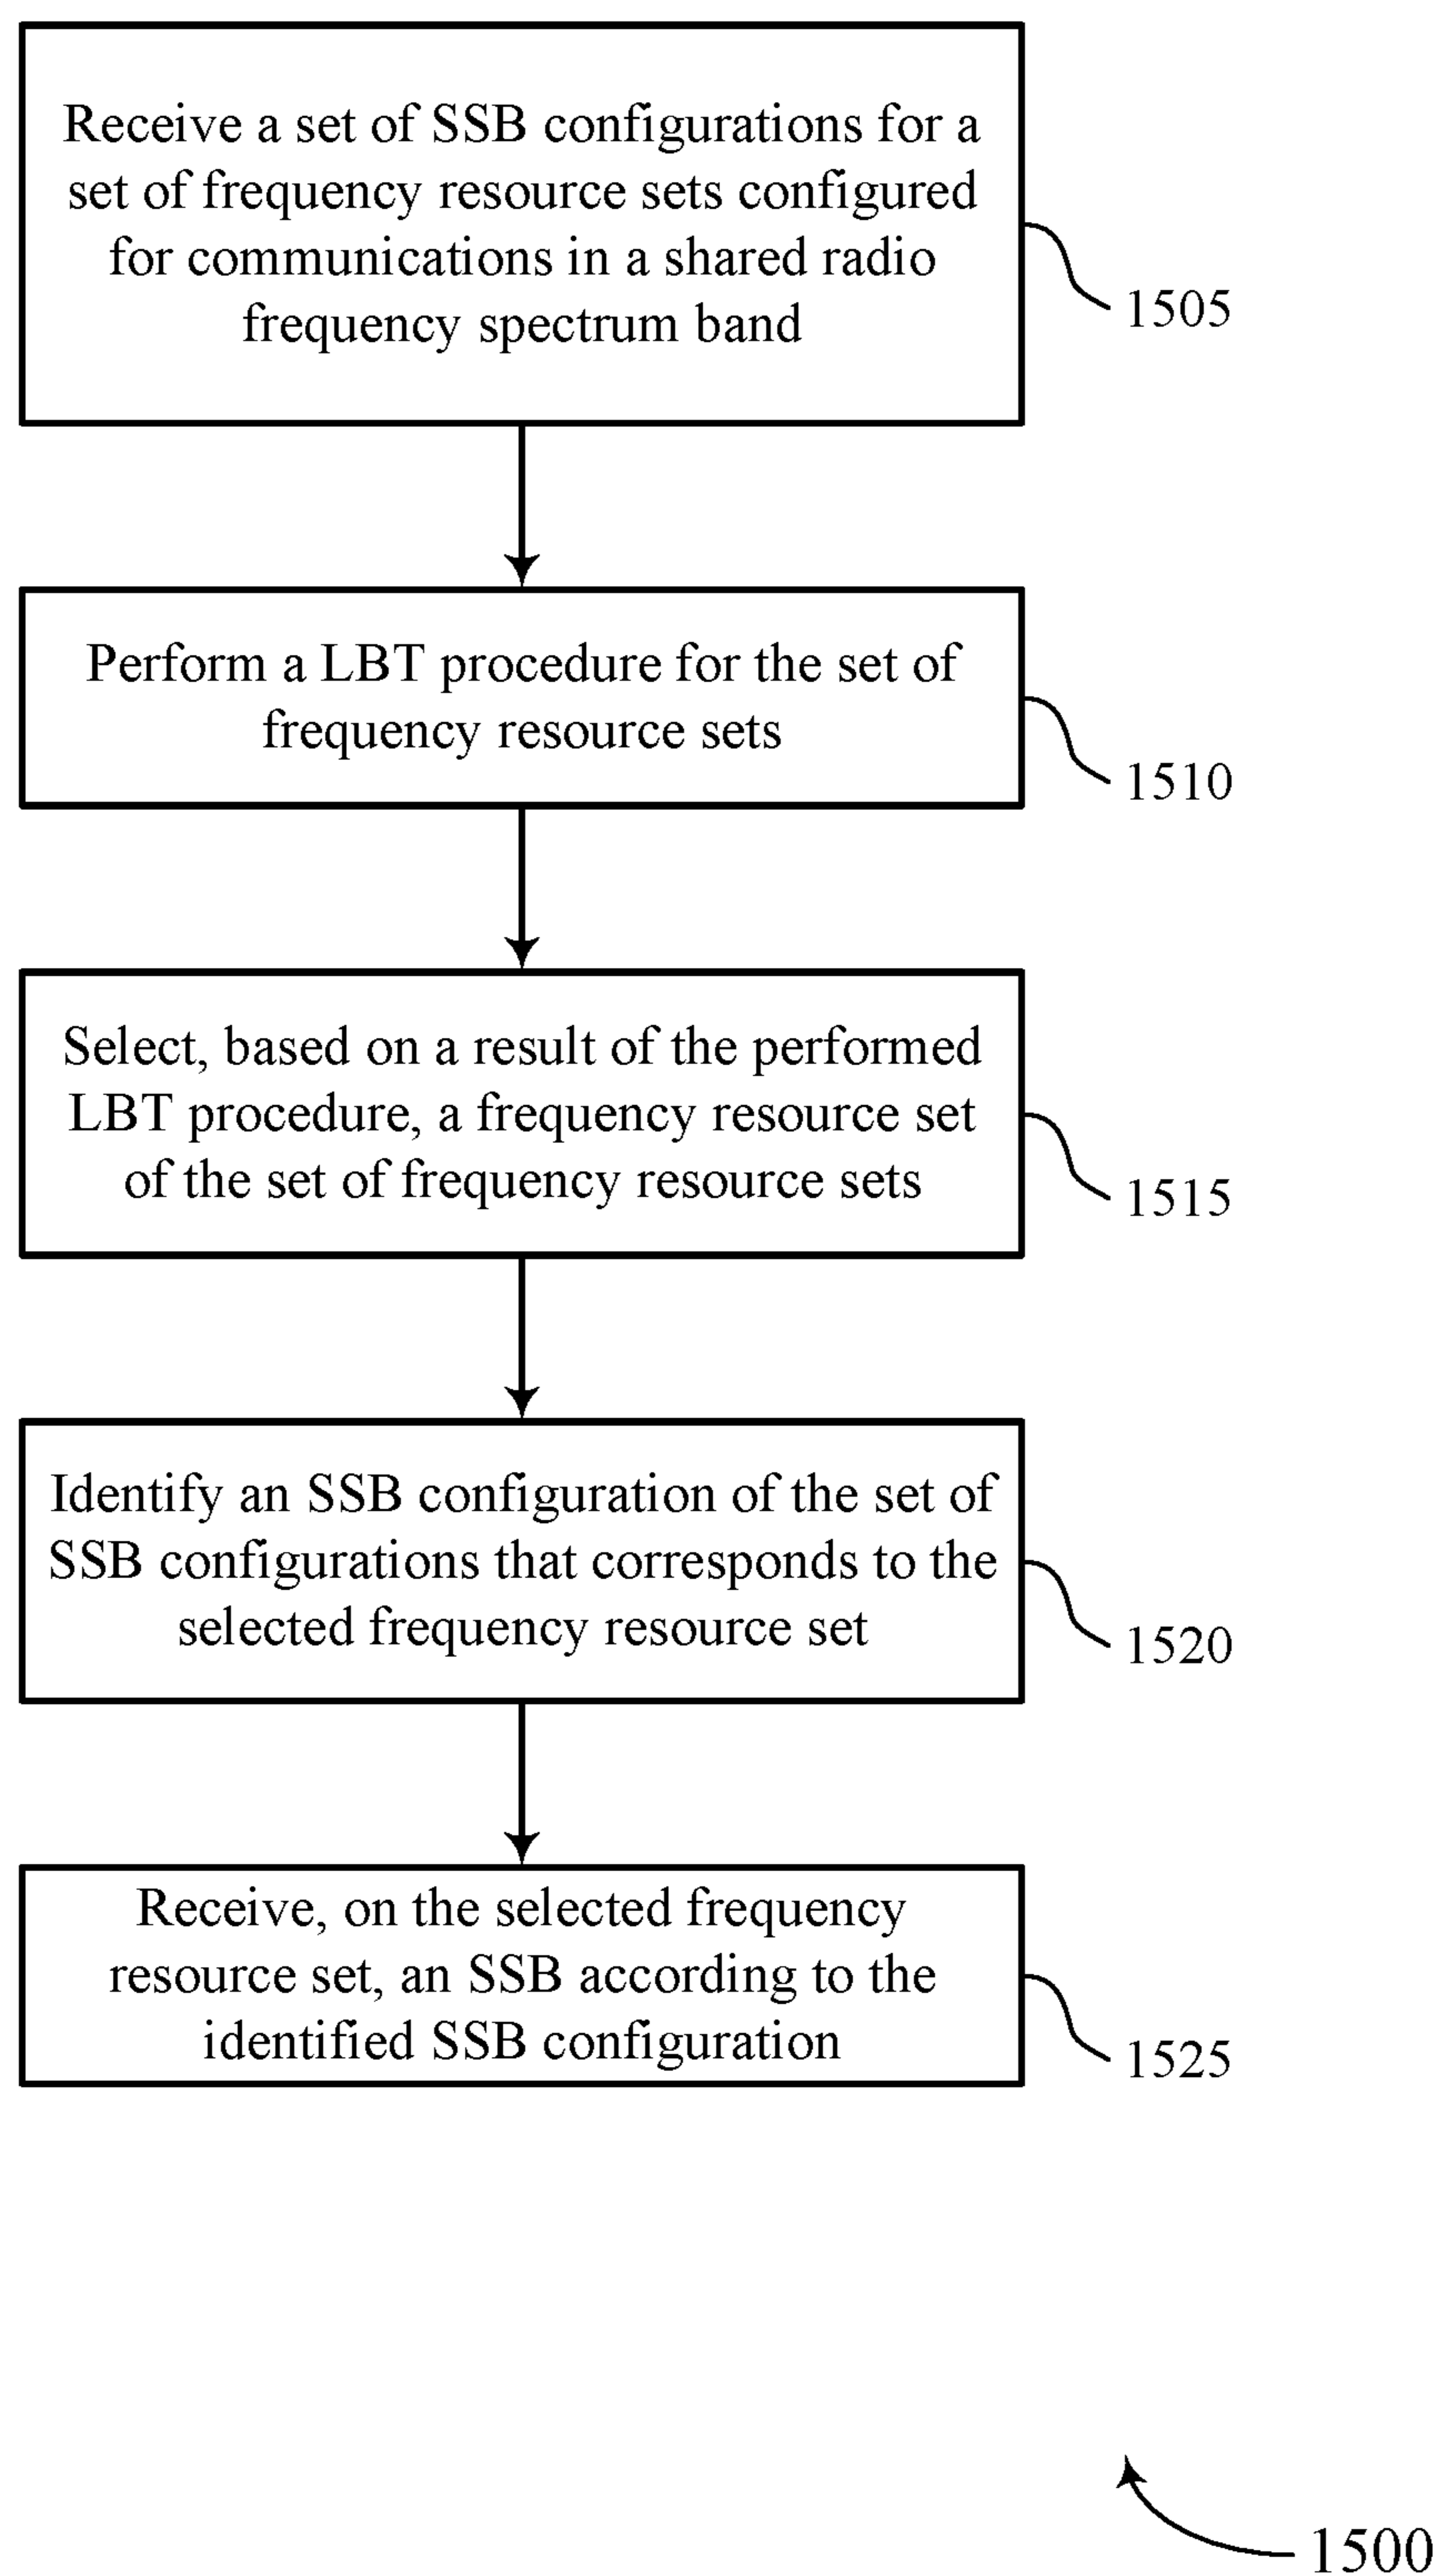 Receive a set of SSB configurations for a
set of frequency resource sets configured
for communications in a shared radio
frequency spectrum band
1505
Perform a LBT procedure for the set of
frequency resource sets
1510
Select, based on a result of the performed
LBT procedure, a frequency resource set
of the set of frequency resource sets
1515
Identify an SSB configuration of the set of
SSB configurations that corresponds to the
selected frequency resource set
1520
Receive, on the selected frequency
resource set, an SSB according to the
identified SSB configuration
1525
1500